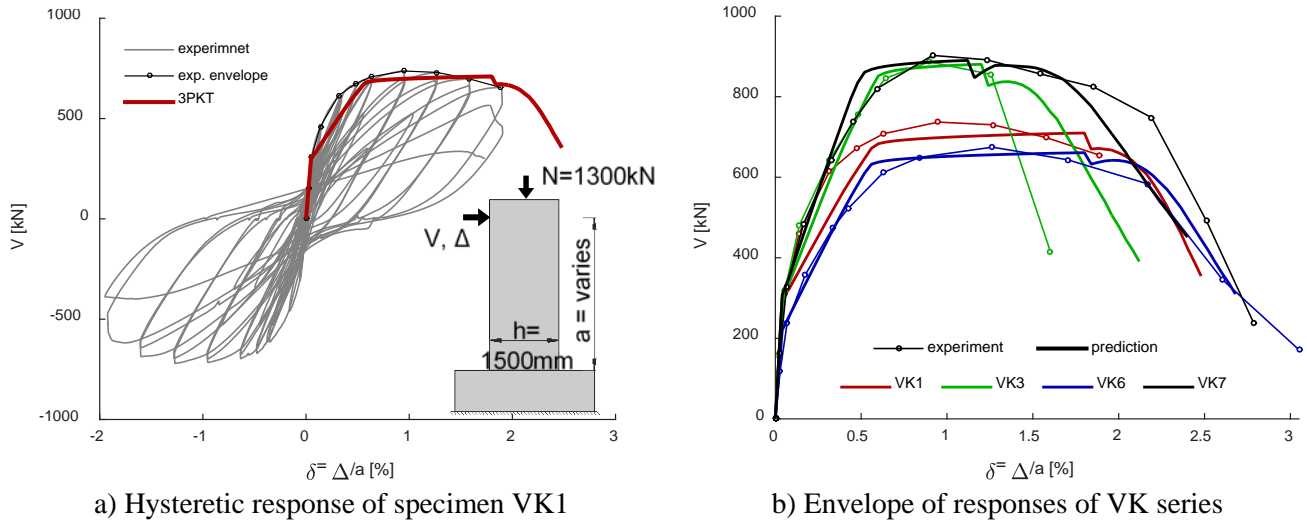 1000
500
0
-500
-1000
V [kN]
-2
-1
0
1
2
3
δ= Δ/a [%]
experimnet
exp. envelope
3PKT
N=1300kN
V, Δ
a = varies
h=
1500mm
a) Hysteretic response of specimen VK1
1000
800
600
400
200
0
V [kN]
0
0.5
1
1.5
2
2.5
3
δ= Δ/a [%]
experiment
prediction
VK1
VK3
VK6
VK7
b) Envelope of responses of VK series